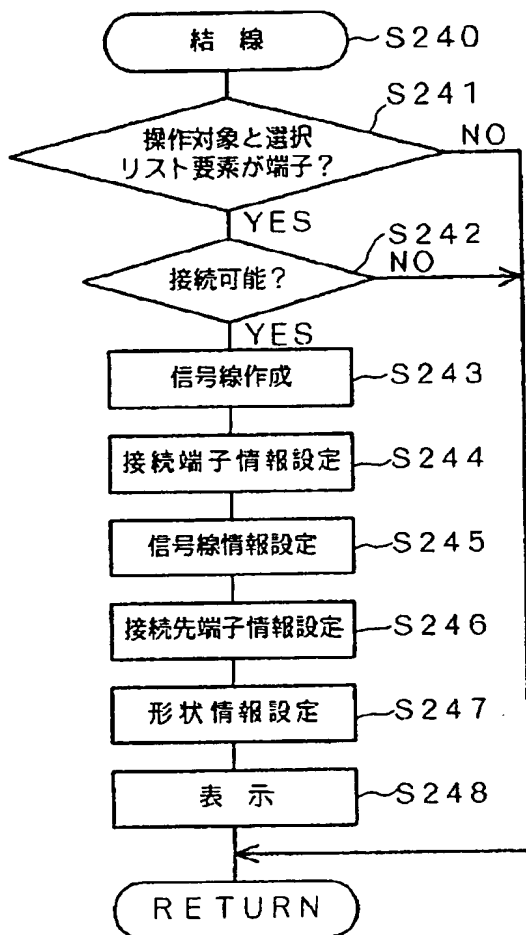 結線
S240
S241
操作対象と選択
リスト要素が端子?
NO
YES
S242
接続可能?
NO
YES
信号線作成
S243
接続端子情報設定
S244
信号線情報設定
S245
接続先端子情報設定
S246
形状情報設定
S247
表示
S248
RETURN